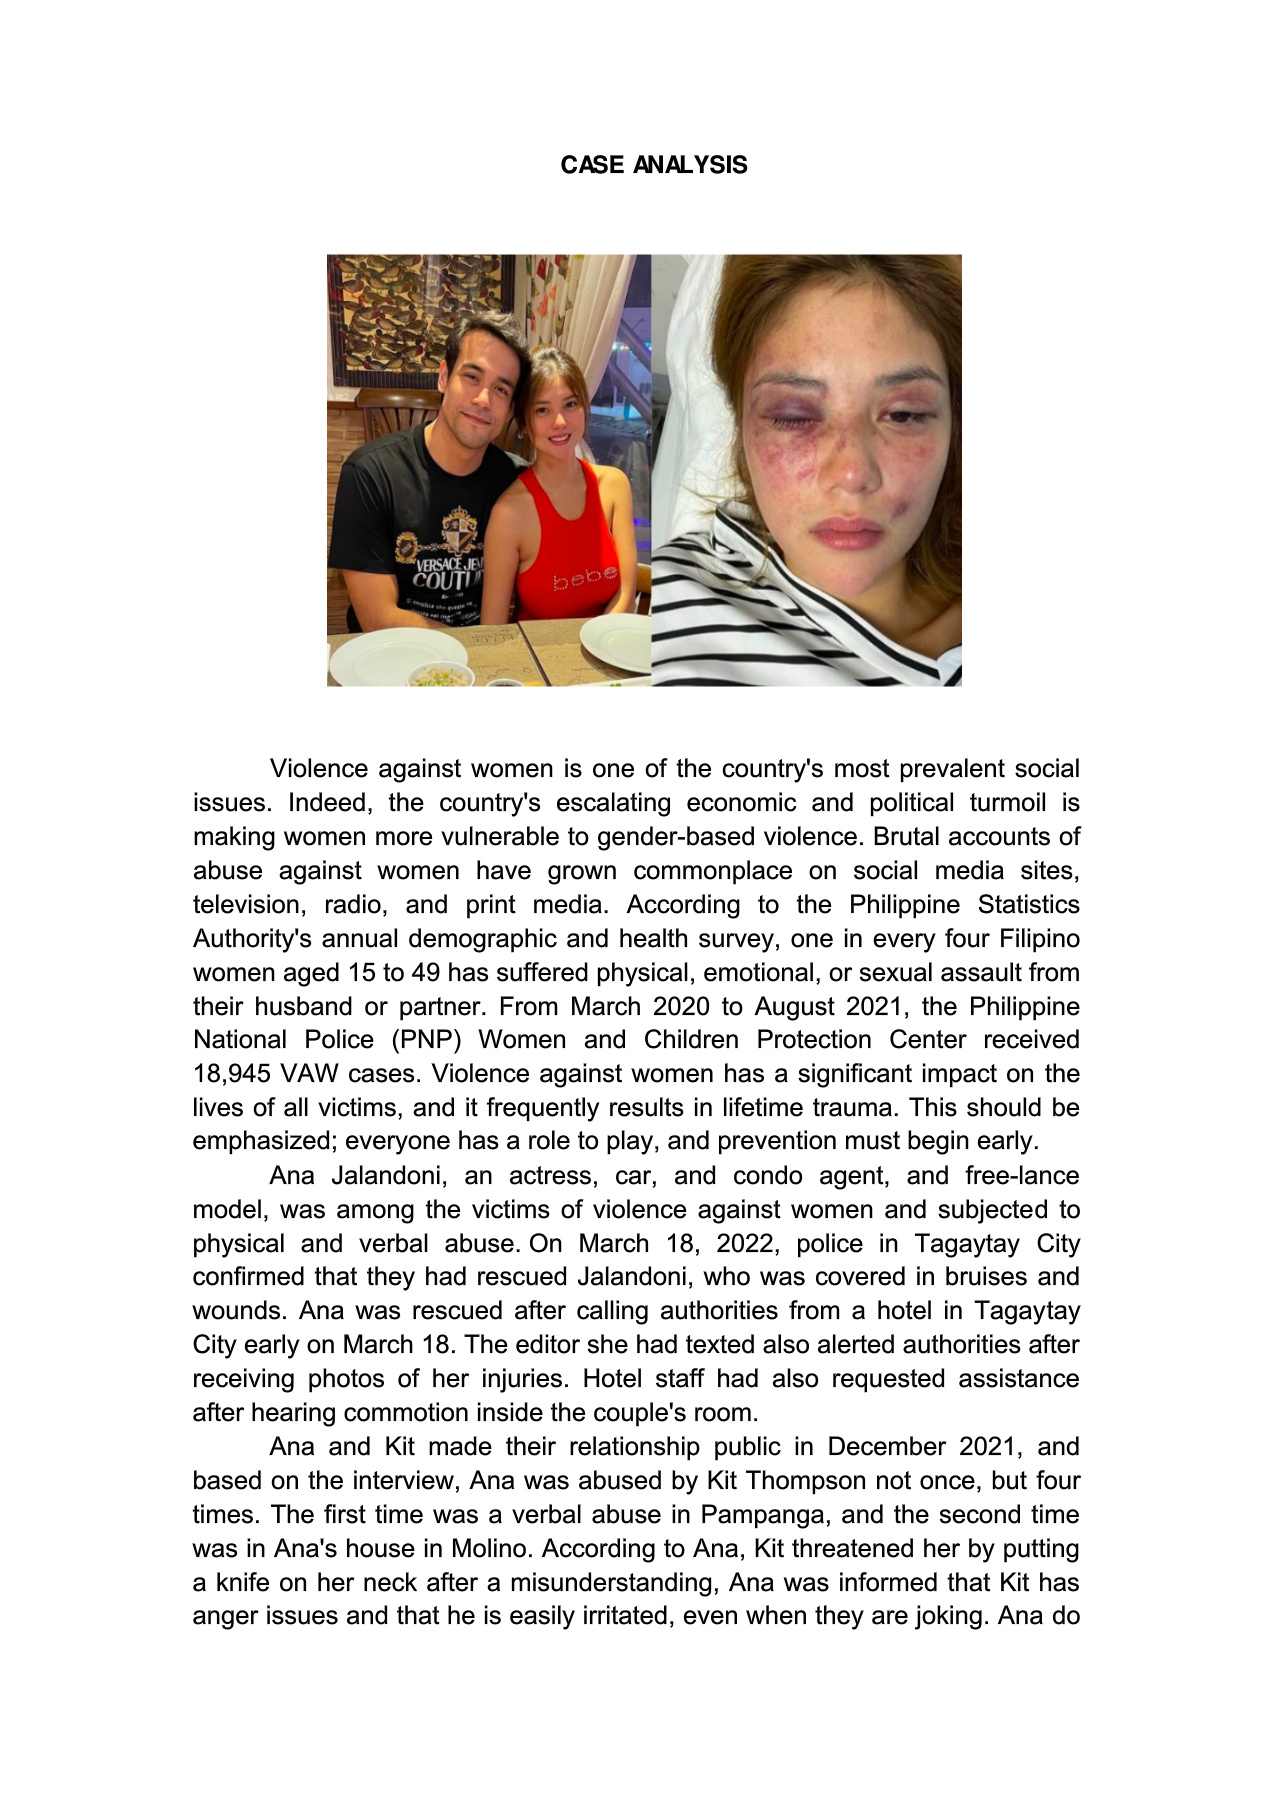 CASE ANALYSIS
VERSACE JE
COUTU
bebe
Violence against women is one of the country's most prevalent social
issues. Indeed, the country's escalating economic and political turmoil is
making women more vulnerable to gender-based violence. Brutal accounts of
abuse against women have grown commonplace on social media sites,
television, radio, and print media. According to the Philippine Statistics
Authority's annual demographic and health survey, one in every four Filipino
women aged 15 to 49 has suffered physical, emotional, or sexual assault from
their husband or partner. From March 2020 to August 2021, the Philippine
National Police (PNP) Women and Children Protection Center received
18,945 VAW cases. Violence against women has a significant impact on the
lives of all victims, and it frequently results in lifetime trauma. This should be
emphasized; everyone has a role to play, and prevention must begin early.
Ana Jalandoni, an actress, car, and condo agent, and free-lance
model, was among the victims of violence against women and subjected to
physical and verbal abuse. On March 18, 2022, police in Tagaytay City
confirmed that they had rescued Jalandoni, who was covered in bruises and
wounds. Ana was rescued after calling authorities from a hotel in Tagaytay
City early on March 18. The editor she had texted also alerted authorities after
receiving photos of her injuries. Hotel staff had also requested assistance
after hearing commotion inside the couple's room.
Ana and Kit made their relationship public in December 2021, and
based on the interview, Ana was abused by Kit Thompson not once, but four
times. The first time was a verbal abuse in Pampanga, and the second time
was in Ana's house in Molino. According to Ana, Kit threatened her by putting
a knife on her neck after a misunderstanding, Ana was informed that Kit has
anger issues and that he is easily irritated, even when they are joking. Ana do